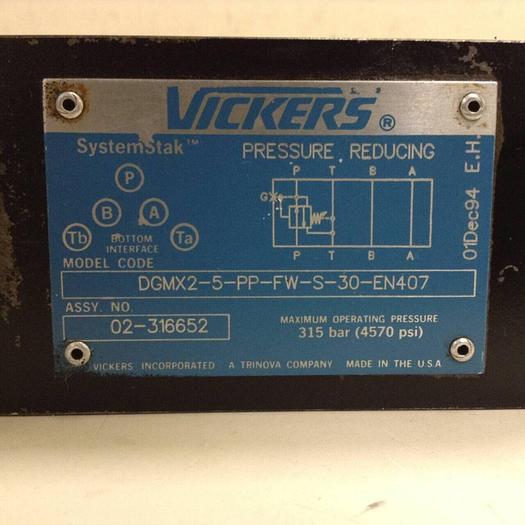 VICKERS®
SystemStak™ PRESSURE REDUCING
P T B A
P
GX
B A
Tb BOTTOM INTERFACE Ta
P T B A
MODEL CODE
DGMX2-5-PP-FW-S-30-EN407
ASSY. NO.
02-316652
MAXIMUM OPERATING PRESSURE
315 bar (4570 psi)
VICKERS INCORPORATED A TRINOVA COMPANY MADE IN THE U.S.A
01Dec94 E.H.